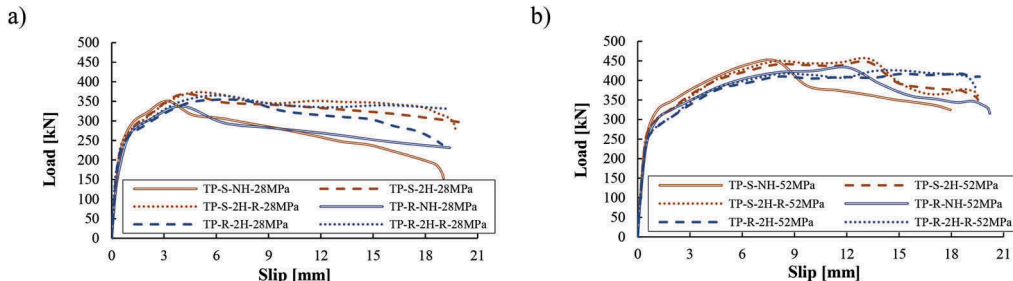 a)
500
450
400
350
300
250
200
150
100
50
0
Load [kN]
0 3 6 9 12 15 18 21
Slip [mm]
TP-S-NH-28MPa TP-S-2H-28MPa
TP-S-2H-R-28MPa TP-R-NH-28MPa
TP-R-2H-28MPa TP-R-2H-R-28MPa
b)
500
450
400
350
300
250
200
150
100
50
0
Load [kN]
0 3 6 9 12 15 18 21
Slip [mm]
TP-S-NH-52MPa TP-S-2H-52MPa
TP-S-2H-R-52MPa TP-R-NH-52MPa
TP-R-2H-52MPa TP-R-2H-R-52MPa